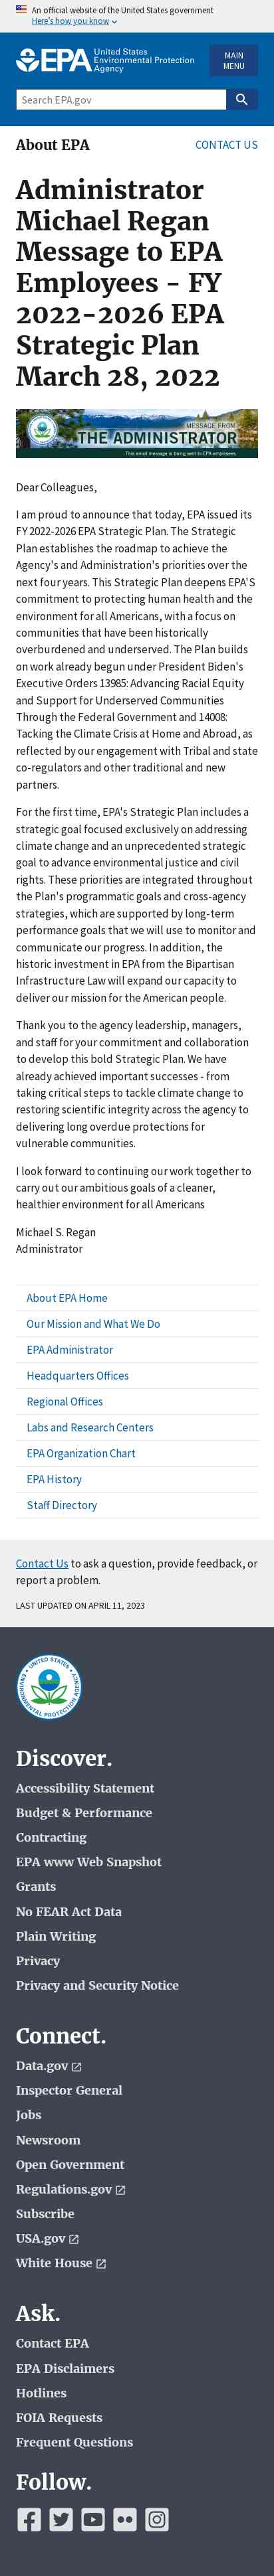 An official website of the United States government
Here's how you know
EPA United States
Environmental Protection
Agency
MAIN
MENU
Search EPA.gov
About EPA
CONTACT US
Administrator
Michael Regan
Message to EPA
Employees - FY
2022-2026 EPA
Strategic Plan
March 28, 2022
MESSAGE FROM
THE ADMINISTRATOR
This email message is being sent to EPA employees.
Dear Colleagues,
I am proud to announce that today, EPA issued its
FY 2022-2026 EPA Strategic Plan. The Strategic
Plan establishes the roadmap to achieve the
Agency's and Administration's priorities over the
next four years. This Strategic Plan deepens EPA'S
commitment to protecting human health and the
environment for all Americans, with a focus on
communities that have been historically
overburdened and underserved. The Plan builds
on work already begun under President Biden's
Executive Orders 13985: Advancing Racial Equity
and Support for Underserved Communities
Through the Federal Government and 14008:
Tacking the Climate Crisis at Home and Abroad, as
reflected by our engagement with Tribal and state
co-regulators and other traditional and new
partners.
For the first time, EPA's Strategic Plan includes a
strategic goal focused exclusively on addressing
climate change and an unprecedented strategic
goal to advance environmental justice and civil
rights. These priorities are integrated throughout
the Plan's programmatic goals and cross-agency
strategies, which are supported by long-term
performance goals that we will use to monitor and
communicate our progress. In addition, the
historic investment in EPA from the Bipartisan
Infrastructure Law will expand our capacity to
deliver our mission for the American people.
Thank you to the agency leadership, managers,
and staff for your commitment and collaboration
to develop this bold Strategic Plan. We have
already achieved important successes - from
taking critical steps to tackle climate change to
restoring scientific integrity across the agency to
delivering long overdue protections for
vulnerable communities.
I look forward to continuing our work together to
carry out our ambitious goals of a cleaner,
healthier environment for all Americans
Michael S. Regan
Administrator
About EPA Home
Our Mission and What We Do
EPA Administrator
Headquarters Offices
Regional Offices
Labs and Research Centers
EPA Organization Chart
EPA History
Staff Directory
Contact Us to ask a question, provide feedback, or
report a problem.
LAST UPDATED ON APRIL 11, 2023
UNITED STATES
ENVIRONMENTAL PROTECTION AGENCY
Discover.
Accessibility Statement
Budget & Performance
Contracting
EPA www Web Snapshot
Grants
No FEAR Act Data
Plain Writing
Privacy
Privacy and Security Notice
Connect.
Data.gov
Inspector General
Jobs
Newsroom
Open Government
Regulations.gov
Subscribe
USA.gov
White House
Ask.
Contact EPA
EPA Disclaimers
Hotlines
FOIA Requests
Frequent Questions
Follow.